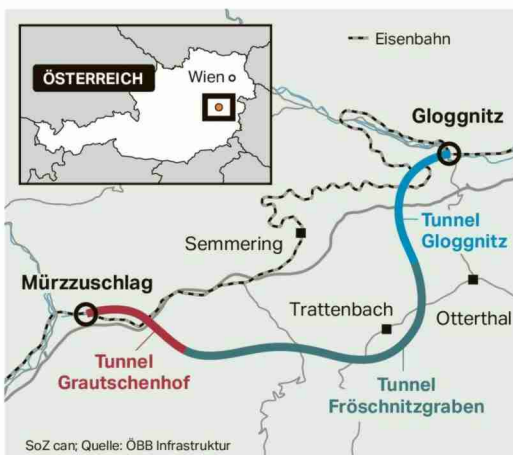 ÖSTERREICH
Wien
Eisenbahn
Gloggnitz
Tunnel
Gloggnitz
Semmering
Mürzzuschlag
Trattenbach
Otterthal
Tunnel
Grautschenhof
Tunnel
Fröschnitzgraben
SoZ can; Quelle: ÖBB Infrastruktur